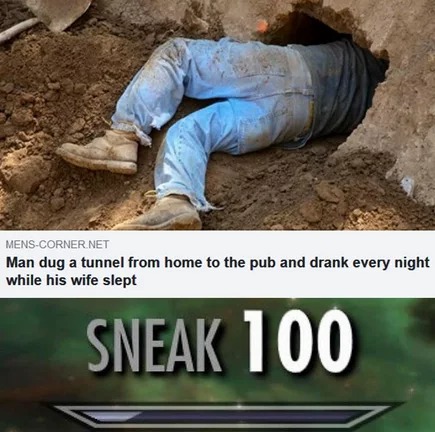 MENS-CORNER.NET
Man dug a tunnel from home to the pub and drank every night
while his wife slept
SNEAK 100